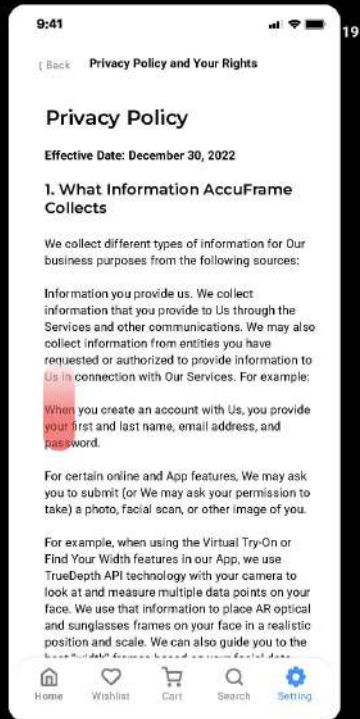 9:41
19
Back
Privacy Policy and Your Rights
Privacy Policy
Effective Date: December 30, 2022
1. What Information AccuFrame
Collects
We collect different types of information for Our
business purposes from the following sources:
Information you provide us. We collect
information that you provide to Us through the
Services and other communications. We may also
collect information from entities you have
requested or authorized to provide information to
Us in connection with Our Services. For example:
When you create an account with Us, you provide
your first and last name, email address, and
password.
For certain online and App features, We may ask
you to submit (or We may ask your permission to
take) a photo, facial scan, or other image of you.
For example, when using the Virtual Try-On or
Find Your Width features in our App, we use
TrueDepth API technology with your camera to
look at and measure multiple data points on your
face. We use that information to place AR optical
and sunglasses frames on your face in a realistic
position and scale. We can also guide you to the
best "width" frames based on your facial data
Home
Wishlist
Cart
Search
Setting